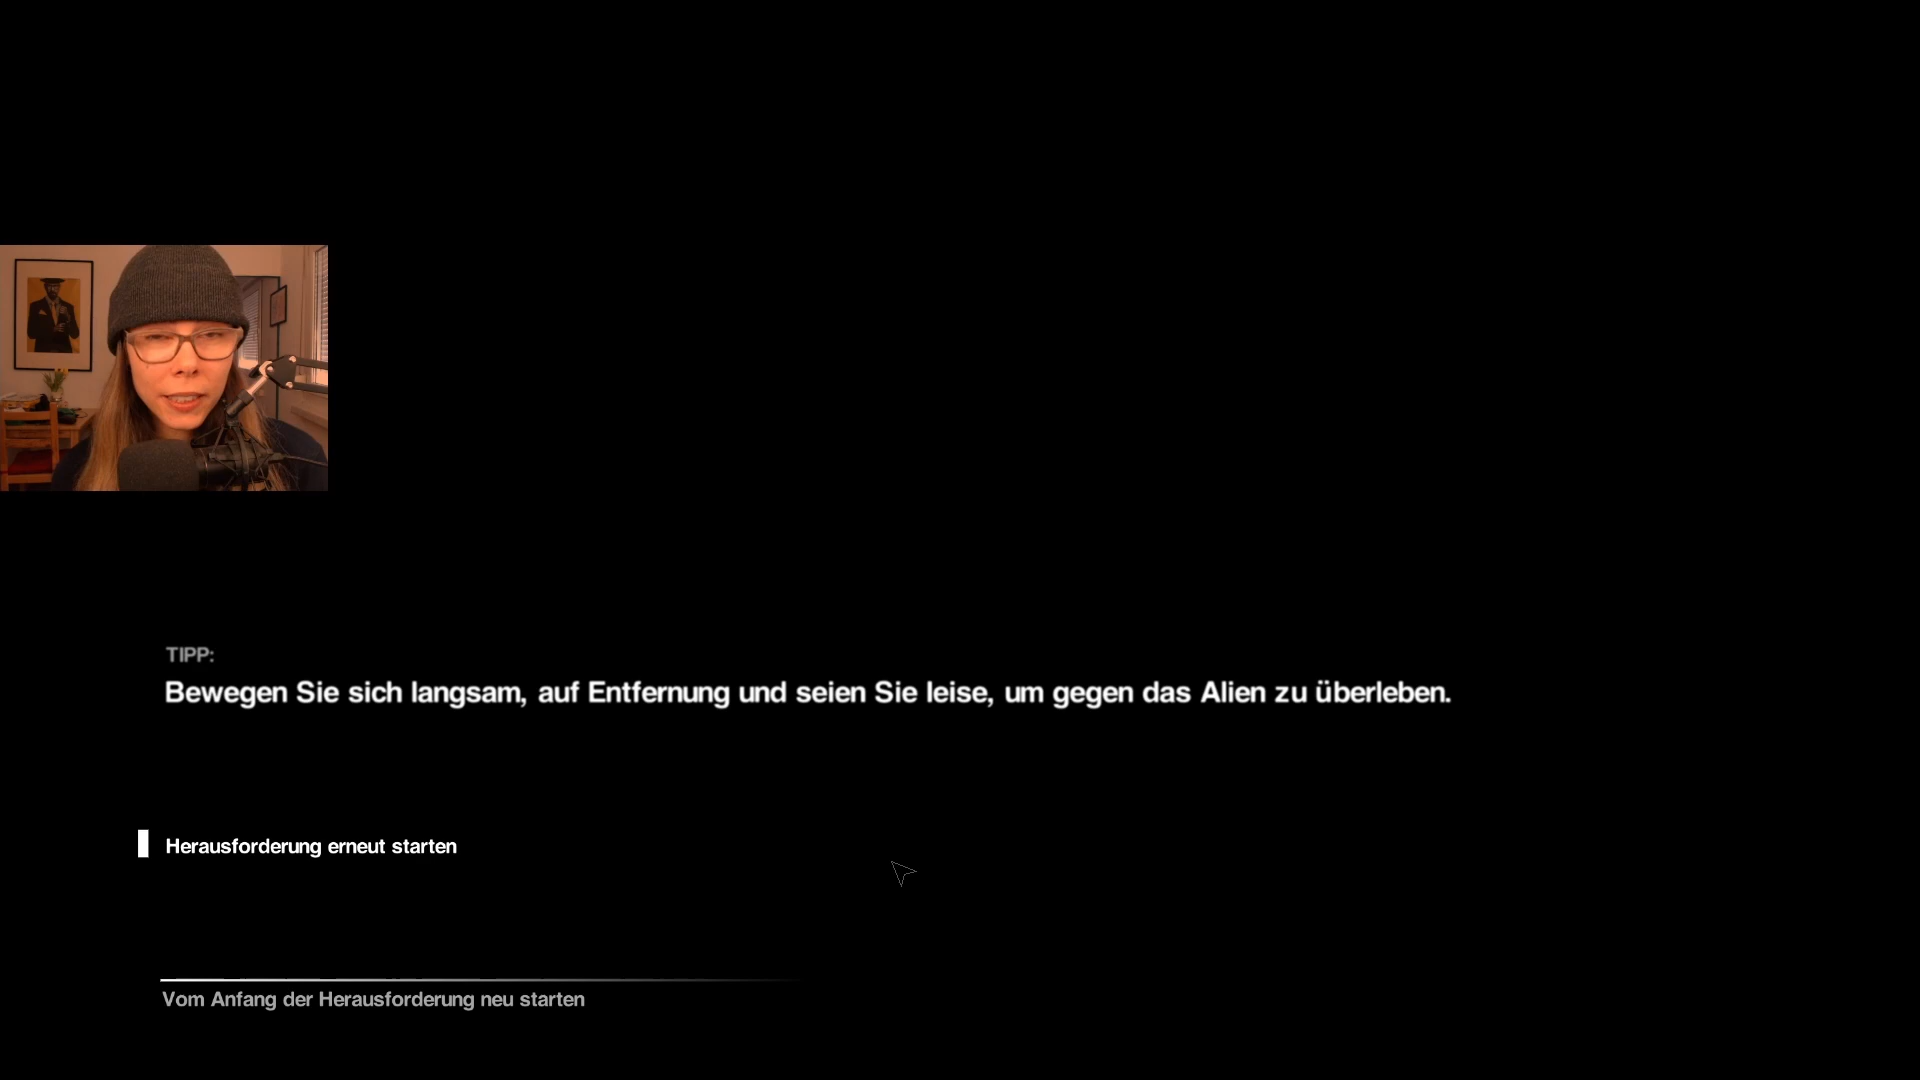 TIPP:
Bewegen Sie sich langsam, auf Entfernung und seien Sie leise, um gegen das Alien zu überleben.
Herausforderung erneut starten
Vom Anfang der Herausforderung neu starten